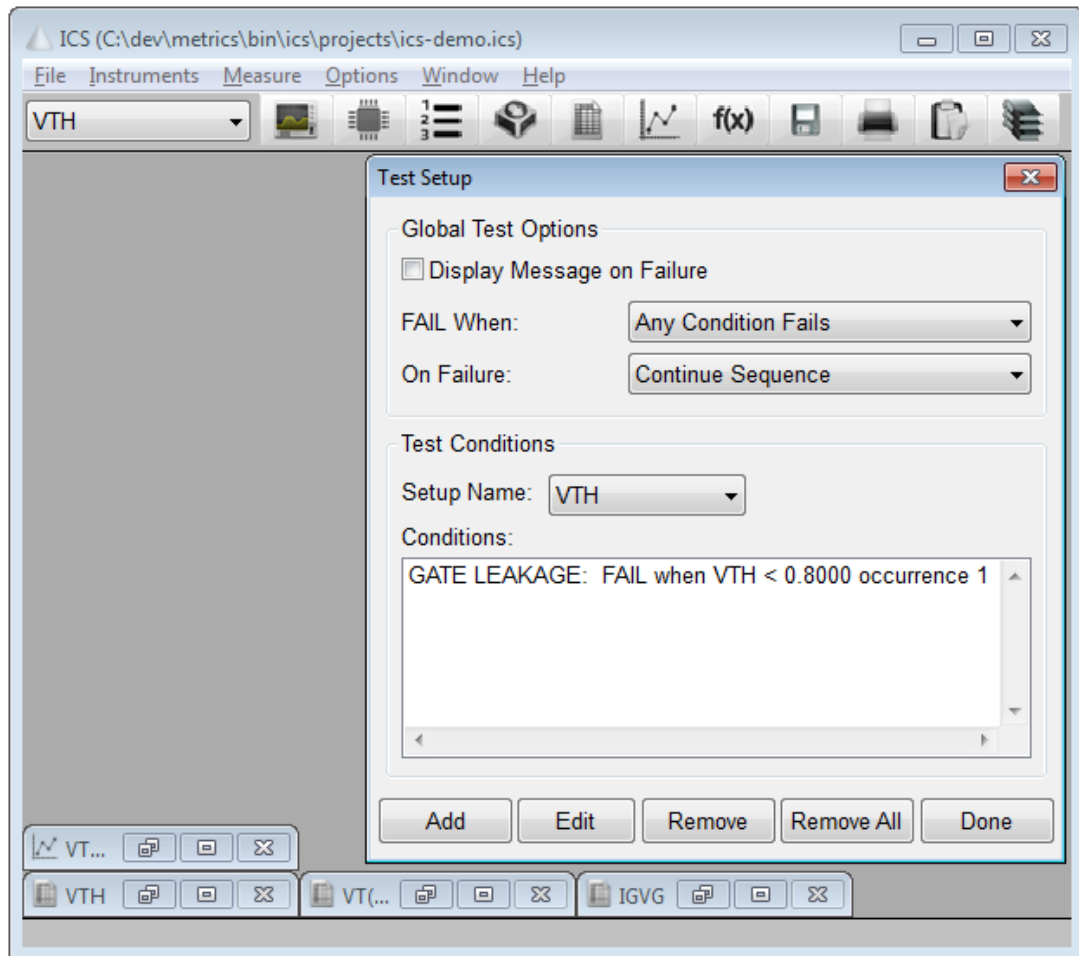 ICS (C:\dev\metrics\bin\ics\projects\ics-demo.ics)
File Instruments Measure Options Window Help
VTH 1 2 3 f(x)
Test Setup
Global Test Options
Display Message on Failure
FAIL When: Any Condition Fails
On Failure: Continue Sequence
Test Conditions
Setup Name: VTH
Conditions:
GATE LEAKAGE: FAIL when VTH < 0.8000 occurrence 1
Add Edit Remove Remove All Done
VT...
VTH VT(... IGVG